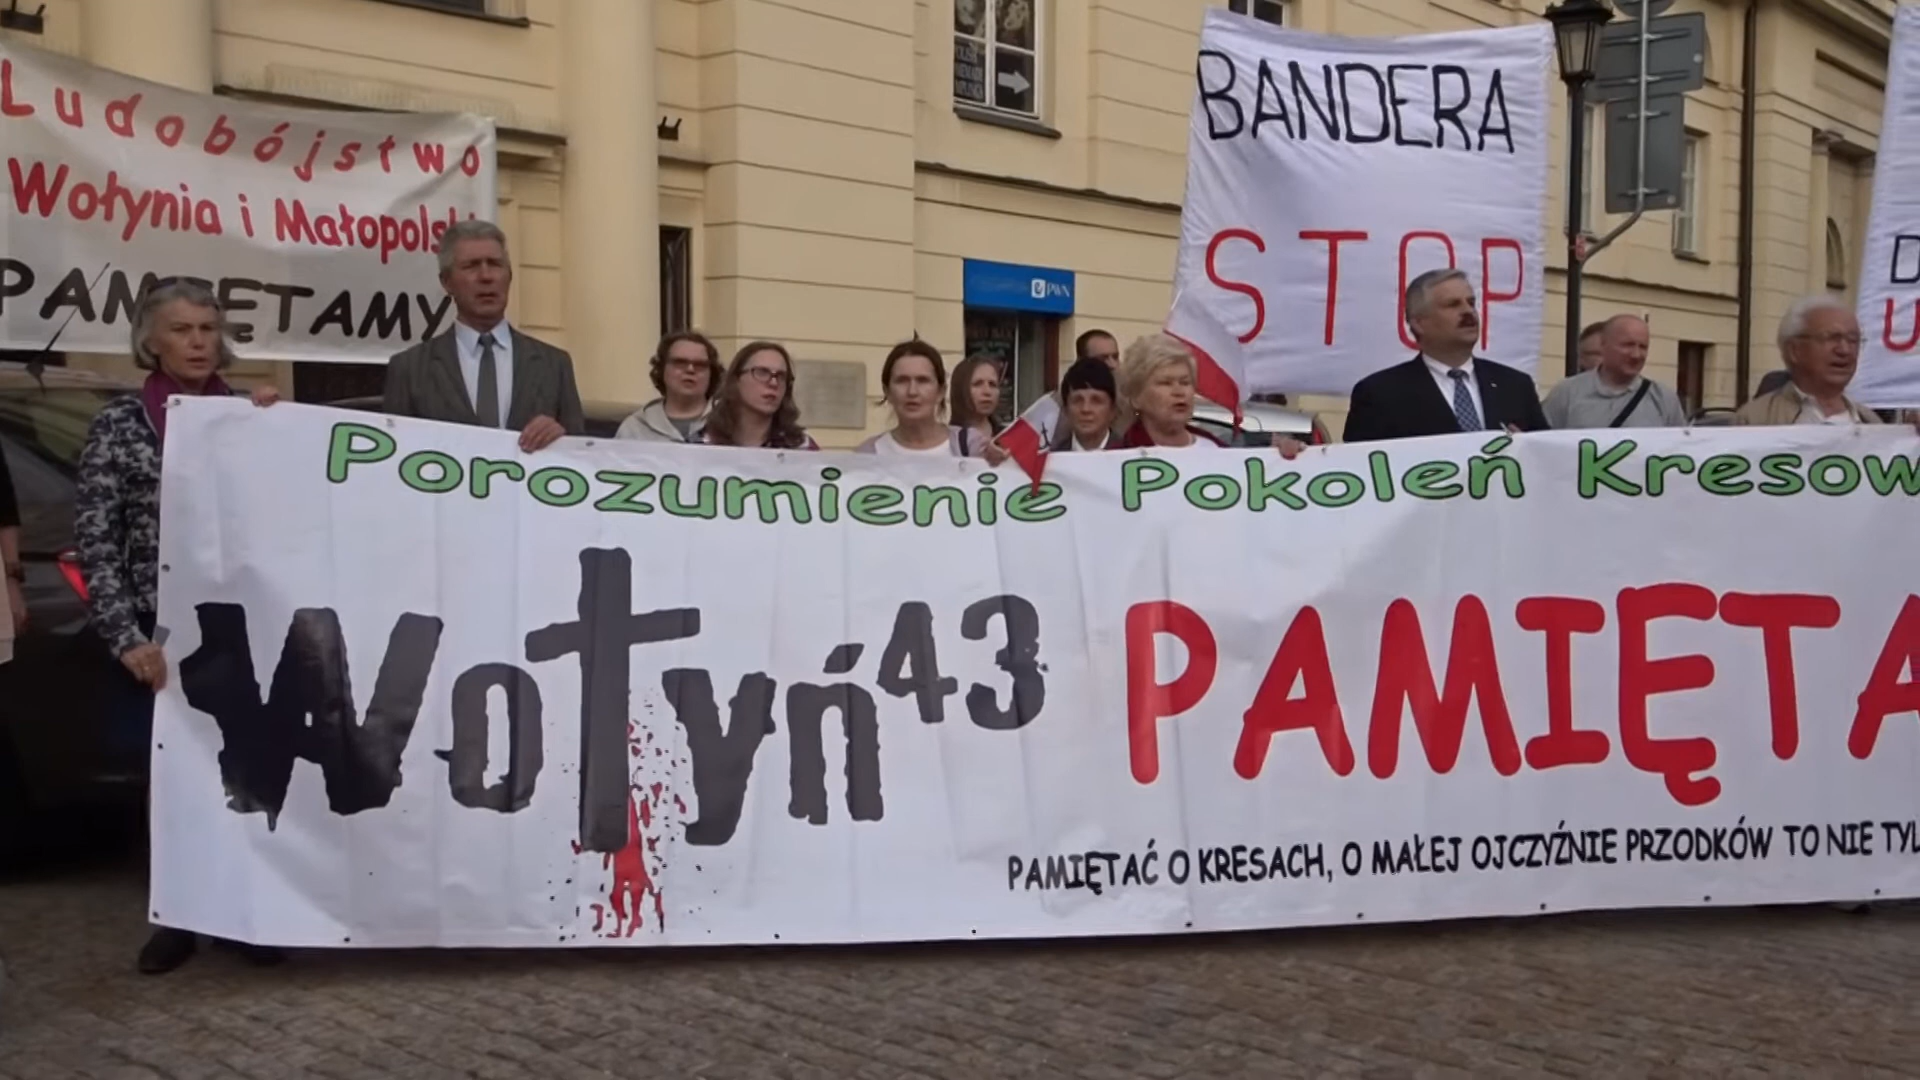 Ludobójstwo
Wołynia i Małopolski
PAMIĘTAMY
BANDERA
STOP
PWN
Porozumienie Pokoleń Kresow
Wołyń43 PAMIĘTA
PAMIĘTAĆ O KRESACH, O MAŁEJ OJCZYŹNIE PRZODKÓW TO NIE TYL
D
U